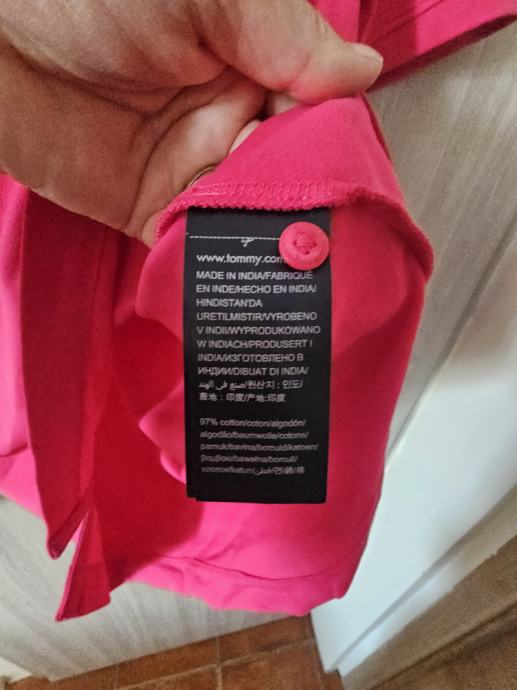 www.tommy.com
MADE IN INDIA/FABRIQUÉ
EN INDE/HECHO EN INDIA/
HINDISTAN'DA
URETILMISTIR/VYROBENO
V INDII/WYPRODUKOWANO
W INDIACH/PRODUSERT I
INDIA/ИЗГОТОВЛЕНО В
ИНДИИ/DIBUAT DI INDIA/
صنع في الهند/원산지 : 인도/
產地 : 印度/产地:印度
97% cotton/coton/algodón/
algodão/baumwolle/cotone/
pamuk/bavlna/bomuld/katoen/
βαμβάκι/bawełna/bomull/
хлопок/katun/قطن/면/綿/棉